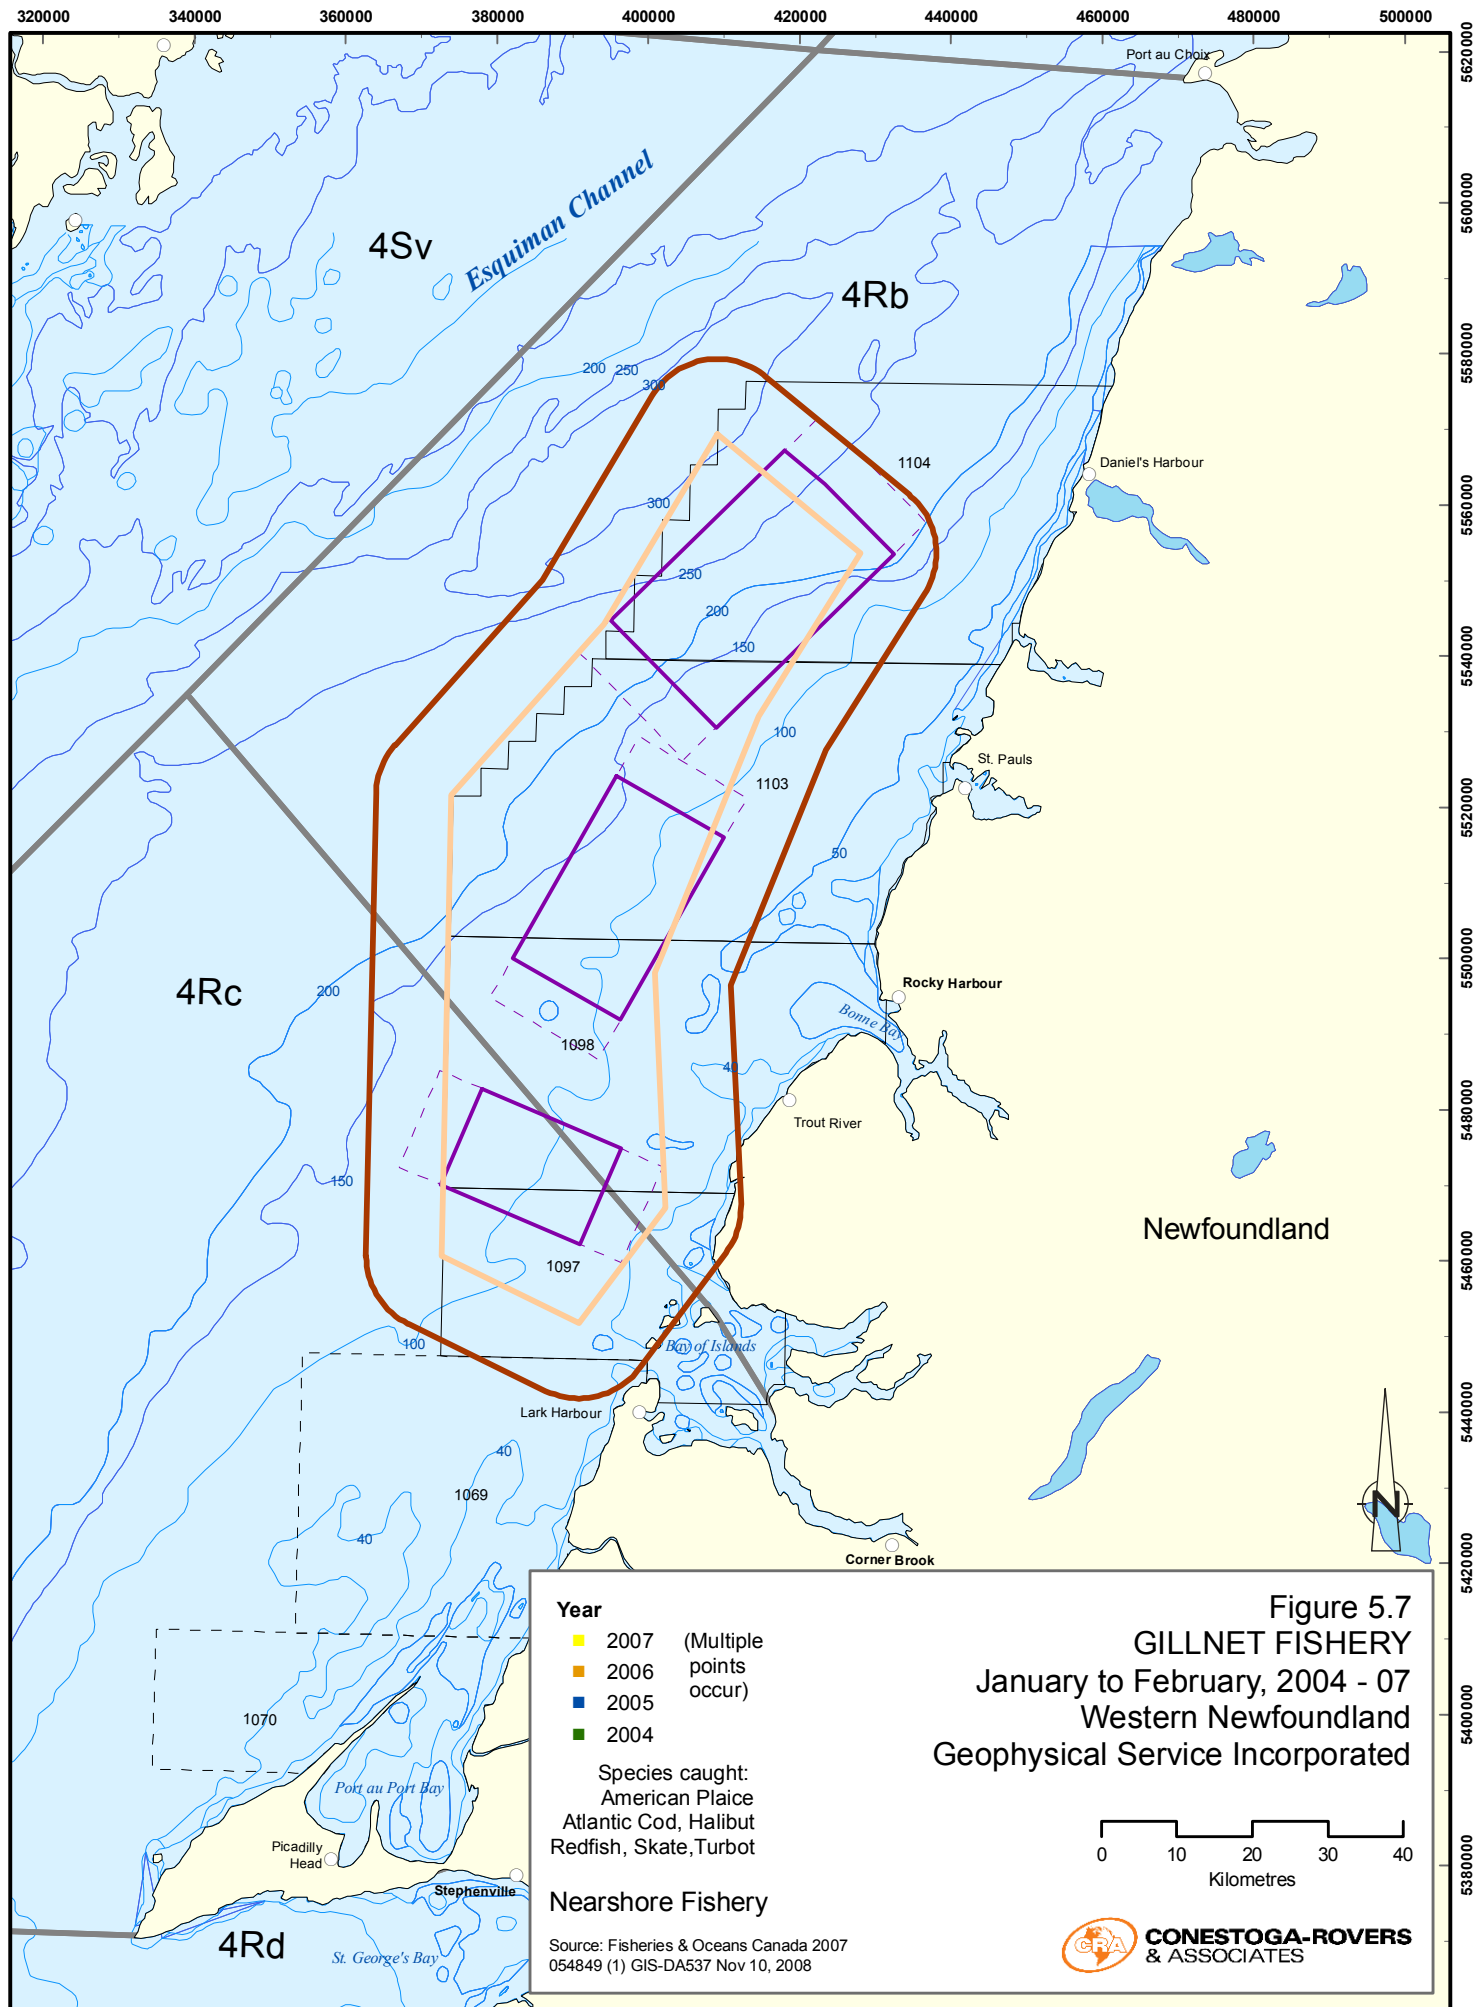 320000 340000 360000 380000 400000 420000 440000 460000 480000 500000
5620000
5600000
5580000
5560000
5540000
5520000
5500000
5480000
5460000
5440000
5420000
5400000
5380000
Port au Choix
4Sv
Esquiman Channel
4Rb
200 250
300
1104
Daniel's Harbour
300
250
200
150
100
St. Pauls
1103
50
4Rc
200
Rocky Harbour
Bonne Bay
1098
40
Trout River
150
Newfoundland
1097
100
Bay of Islands
Lark Harbour
40
1069
40
N
Corner Brook
1070
Port au Port Bay
Picadilly
Head
Stephenville
4Rd
St. George's Bay
Year
2007 (Multiple
2006 points
2005 occur)
2004
Species caught:
American Plaice
Atlantic Cod, Halibut
Redfish, Skate,Turbot
Nearshore Fishery
Source: Fisheries & Oceans Canada 2007
054849 (1) GIS-DA537 Nov 10, 2008
Figure 5.7
GILLNET FISHERY
January to February, 2004 - 07
Western Newfoundland
Geophysical Service Incorporated
0 10 20 30 40
Kilometres
CRA
CONESTOGA-ROVERS
& ASSOCIATES